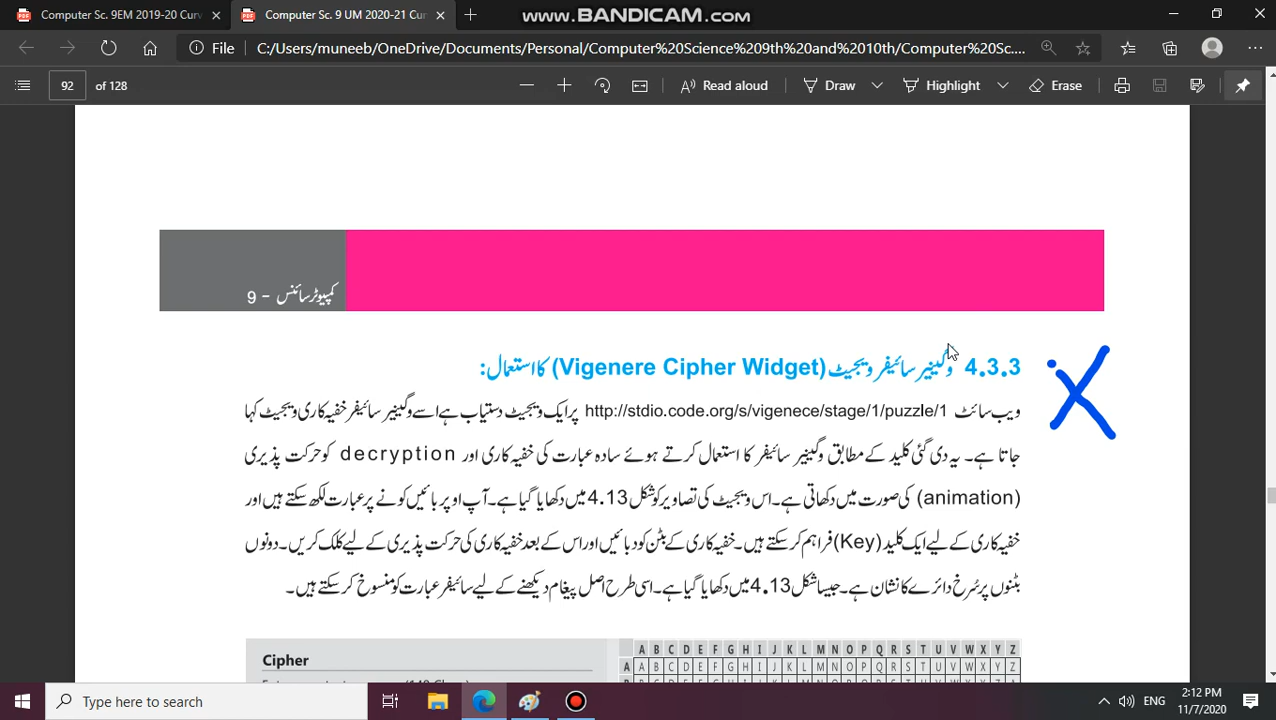 Computer Sc. 9EM 2019-20 Curv
Computer Sc. 9 UM 2020-21 Cur
www.BANDICAM.com
File
C:/Users/muneeb/OneDrive/Documents/Personal/Computer%20Science%209th%20and%2010th/Computer%20Sc....
92 of 128
Read aloud
Draw
Highlight
Erase
کمپیوٹر سائنس - 9
4.3.3 وگینیر سائیفر ویجیٹ (Vigenere Cipher Widget) کا استعمال:
ویب سائٹ http://stdio.code.org/s/vigenece/stage/1/puzzle/1 پر ایک ویجیٹ دستیاب ہے اسے وگینیر سائیفر خفیہ کاری ویجیٹ کہا
جاتا ہے۔ یہ دی گئی کلید کے مطابق وگینیر سائیفر کا استعمال کرتے ہوئے سادہ عبارت کی خفیہ کاری اور decryption کو حرکت پذیری
(animation) کی صورت میں دکھاتی ہے۔ اس ویجیٹ کی تصاویر کو شکل 4.13 میں دکھایا گیا ہے۔ آپ اوپر بائیں کونے پر عبارت لکھ سکتے ہیں اور
خفیہ کاری کے لیے ایک کلید (Key) فراہم کر سکتے ہیں۔ خفیہ کاری کے بٹن کو دبائیں اور اس کے بعد خفیہ کاری کی حرکت پذیری کے لیے کلک کریں۔ دونوں
بٹنوں پر سُرخ دائرے کا نشان ہے۔ جیسا شکل 4.13 میں دکھایا گیا ہے۔ اسی طرح اصل پیغام دیکھنے کے لیے سائیفر عبارت کو منسوخ کر سکتے ہیں۔
Cipher
A B C D E F G H I J K L M N O P Q R S T U V W X Y Z
A A B C D E F G H I J K L M N O P Q R S T U V W X Y Z
Type here to search
ENG
2:12 PM
11/7/2020